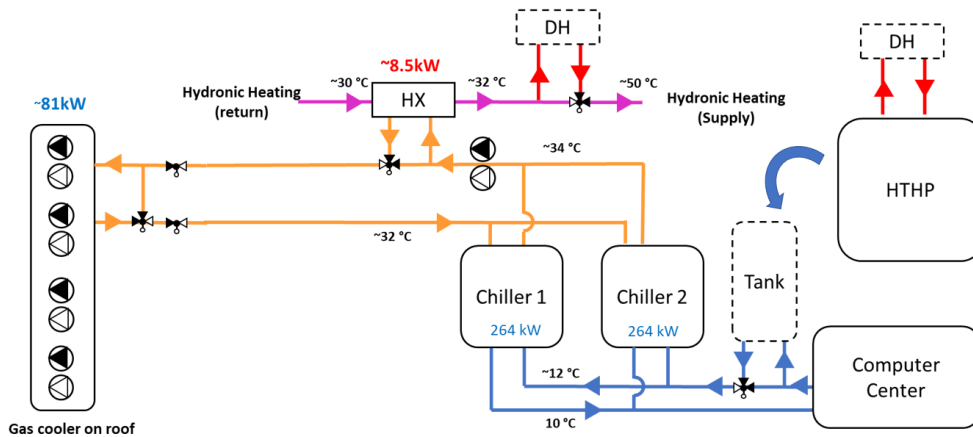 DH
DH
~8.5kW
~30 °C
~32 °C
~50 °C
Hydronic Heating
(return)
HX
Hydronic Heating
(Supply)
~81kW
~34 °C
HTHP
~32 °C
Tank
Chiller 1
Chiller 2
264 kW
264 kW
~12 °C
Computer
Center
10 °C
Gas cooler on roof